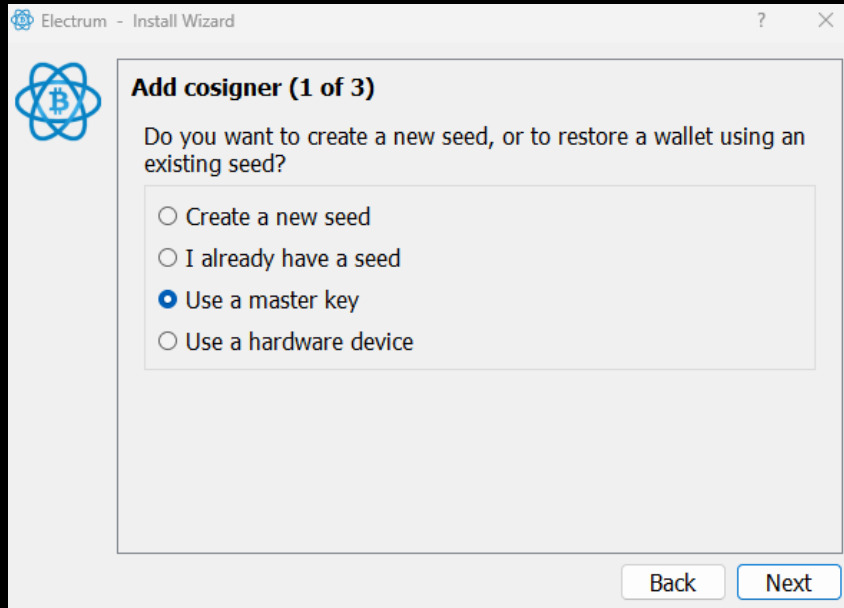 Electrum - Install Wizard
Add cosigner (1 of 3)
Do you want to create a new seed, or to restore a wallet using an
existing seed?
Create a new seed
I already have a seed
Use a master key
Use a hardware device
Back Next